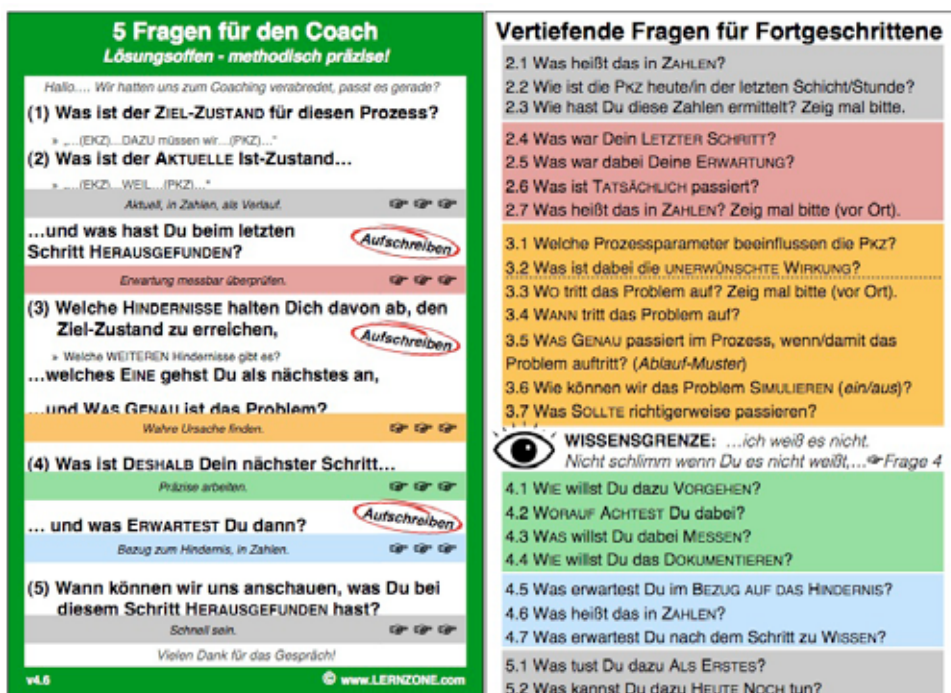 5 Fragen für den Coach
Lösungsoffen - methodisch präzise!
Hallo.... Wir hatten uns zum Coaching verabredet, passt es gerade?
(1) Was ist der ZIEL-ZUSTAND für diesen Prozess?
» „...(EKZ)...DAZU müssen wir...(PKZ)...“
(2) Was ist der AKTUELLE Ist-Zustand...
» „...(EKZ)...WEIL...(PKZ)...“
Aktuell, in Zahlen, als Verlauf. ☞ ☞ ☞
...und was hast Du beim letzten
Schritt HERAUSGEFUNDEN?
Aufschreiben
Erwartung messbar überprüfen. ☞ ☞ ☞
(3) Welche HINDERNISSE halten Dich davon ab, den
Ziel-Zustand zu erreichen,
Aufschreiben
» Welche WEITEREN Hindernisse gibt es?
...welches EINE gehst Du als nächstes an,
...und WAS GENAU ist das Problem?
Wahre Ursache finden. ☞ ☞ ☞
(4) Was ist DESHALB Dein nächster Schritt...
Präzise arbeiten. ☞ ☞ ☞
... und was ERWARTEST Du dann?
Aufschreiben
Bezug zum Hindernis, in Zahlen. ☞ ☞ ☞
(5) Wann können wir uns anschauen, was Du bei
diesem Schritt HERAUSGEFUNDEN hast?
Schnell sein. ☞ ☞ ☞
Vielen Dank für das Gespräch!
v4.6 © www.LERNZONE.com
Vertiefende Fragen für Fortgeschrittene
2.1 Was heißt das in ZAHLEN?
2.2 Wie ist die PKZ heute/in der letzten Schicht/Stunde?
2.3 Wie hast Du diese Zahlen ermittelt? Zeig mal bitte.
2.4 Was war Dein LETZTER SCHRITT?
2.5 Was war dabei Deine ERWARTUNG?
2.6 Was ist TATSÄCHLICH passiert?
2.7 Was heißt das in ZAHLEN? Zeig mal bitte (vor Ort).
3.1 Welche Prozessparameter beeinflussen die PKZ?
3.2 Was ist dabei die UNERWÜNSCHTE WIRKUNG?
3.3 WO tritt das Problem auf? Zeig mal bitte (vor Ort).
3.4 WANN tritt das Problem auf?
3.5 WAS GENAU passiert im Prozess, wenn/damit das
Problem auftritt? (Ablauf-Muster)
3.6 Wie können wir das Problem SIMULIEREN (ein/aus)?
3.7 Was SOLLTE richtigerweise passieren?
WISSENSGRENZE: ...ich weiß es nicht.
Nicht schlimm wenn Du es nicht weißt,...☞Frage 4
4.1 WIE willst Du dazu VORGEHEN?
4.2 WORAUF ACHTEST Du dabei?
4.3 WAS willst Du dabei MESSEN?
4.4 WIE willst Du das DOKUMENTIEREN?
4.5 Was erwartest Du im BEZUG AUF DAS HINDERNIS?
4.6 Was heißt das in ZAHLEN?
4.7 Was erwartest Du nach dem Schritt zu WISSEN?
5.1 Was tust Du dazu ALS ERSTES?
5.2 Was kannst Du dazu HEUTE NOCH tun?